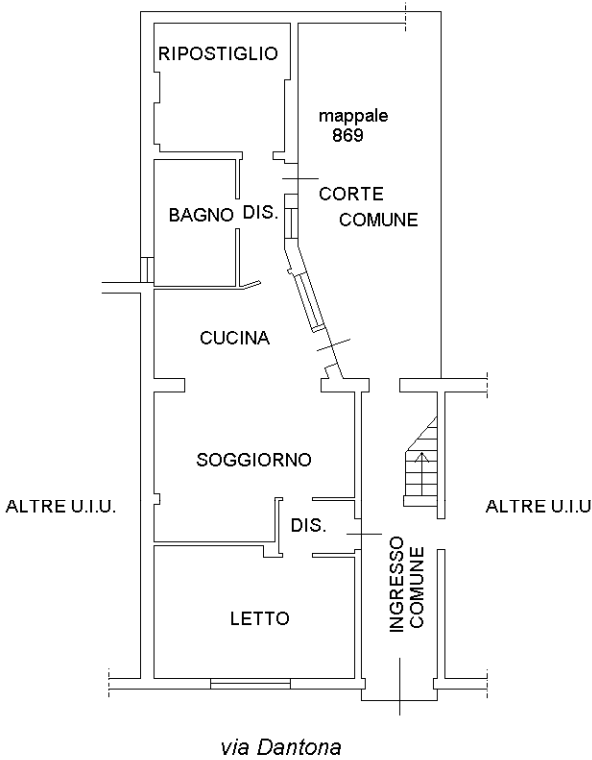 RIPOSTIGLIO
mappale
869
CORTE
COMUNE
BAGNO
DIS.
CUCINA
SOGGIORNO
ALTRE U.I.U.
ALTRE U.I.U
DIS.
INGRESSO
COMUNE
LETTO
via Dantona